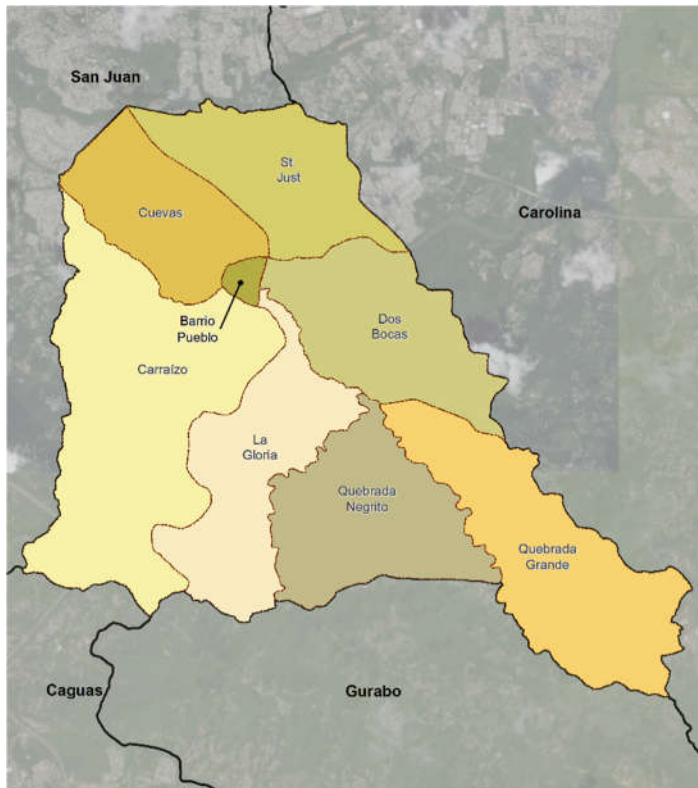 San Juan
St
Just
Cuevas
Carolina
Barrio
Pueblo
Dos
Bocas
Carraízo
La
Gloria
Quebrada
Negrito
Quebrada
Grande
Caguas
Gurabo